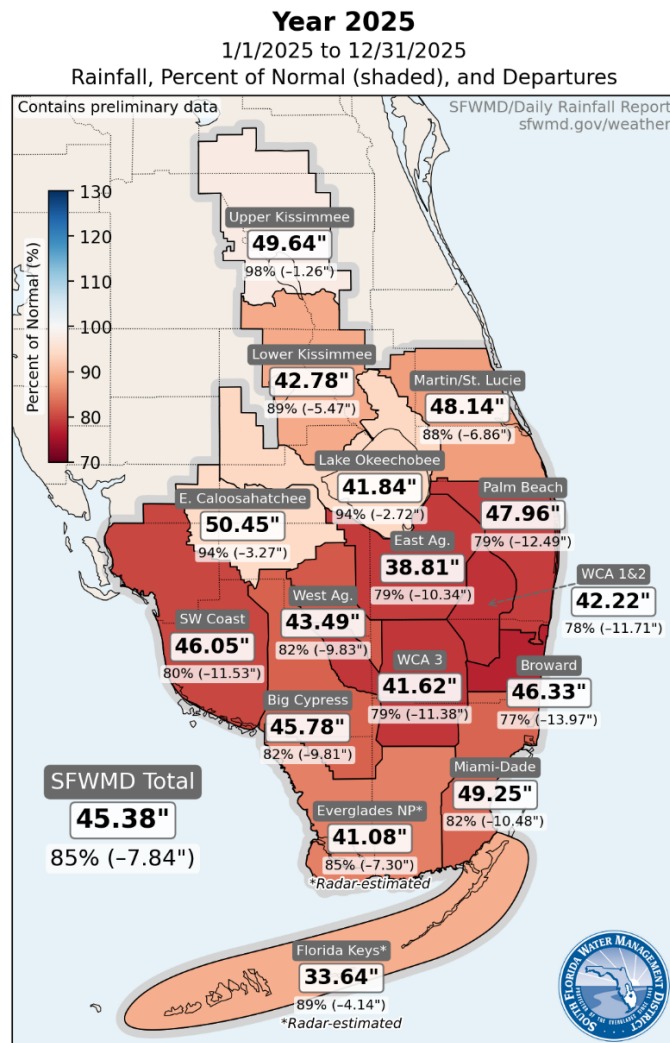 Year 2025
1/1/2025 to 12/31/2025
Rainfall, Percent of Normal (shaded), and Departures
Contains preliminary data
SFWMD/Daily Rainfall Report
sfwmd.gov/weather
130
120
110
100
90
80
70
Percent of Normal (%)
Upper Kissimmee
49.64"
98% (–1.26")
Lower Kissimmee
42.78"
89% (–5.47")
Martin/St. Lucie
48.14"
88% (–6.86")
Lake Okeechobee
41.84"
94% (–2.72")
E. Caloosahatchee
50.45"
94% (–3.27")
Palm Beach
47.96"
79% (–12.49")
East Ag.
38.81"
79% (–10.34")
WCA 1&2
42.22"
78% (–11.71")
West Ag.
43.49"
82% (–9.83")
SW Coast
46.05"
80% (–11.53")
WCA 3
41.62"
79% (–11.38")
Broward
46.33"
77% (–13.97")
Big Cypress
45.78"
82% (–9.81")
Miami-Dade
49.25"
82% (–10.48")
SFWMD Total
45.38"
85% (–7.84")
Everglades NP*
41.08"
85% (–7.30")
*Radar-estimated
Florida Keys*
33.64"
89% (–4.14")
*Radar-estimated
SOUTH FLORIDA WATER MANAGEMENT DISTRICT